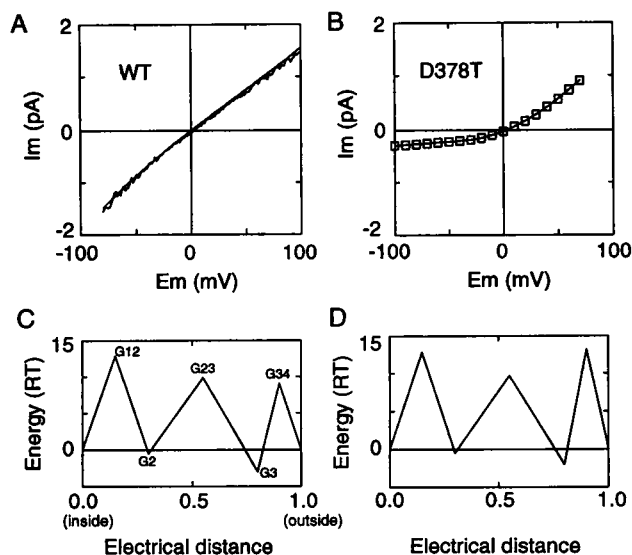 A
B
2
WT
Im (pA)
0
-2
-100
0
100
Em (mV)
2
D378T
Im (pA)
0
-2
-100
0
100
Em (mV)
C
D
15
G12
G23
G34
Energy (RT)
0
G2
G3
0.0
0.5
1.0
(inside)
(outside)
Electrical distance
15
Energy (RT)
0
0.0
0.5
1.0
Electrical distance